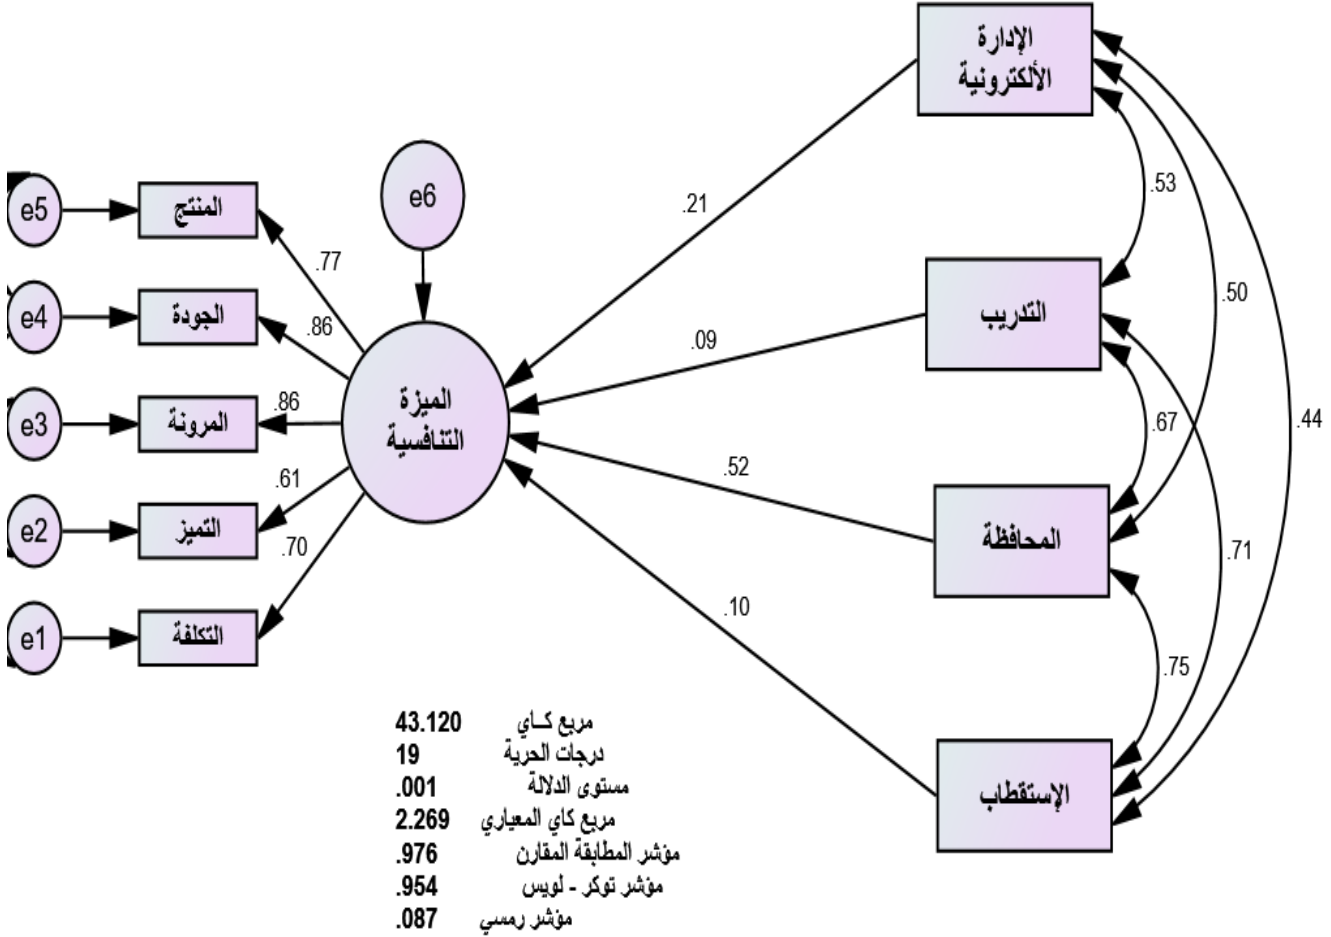 الإدارة
الألكترونية
.53
.50
.44
.21
e6
e5
المنتج
.77
التدريب
.09
e4
الجودة
.86
الميزة
التنافسية
e3
المرونة
.86
.67
.71
.52
المحافظة
e2
التميز
.61
.70
.10
e1
التكلفة
.75
الإستقطاب
مربع كــاي 43.120
درجات الحرية 19
مستوى الدلالة .001
مربع كاي المعياري 2.269
مؤشر المطابقة المقارن .976
مؤشر توكر - لويس .954
مؤشر رمسي .087